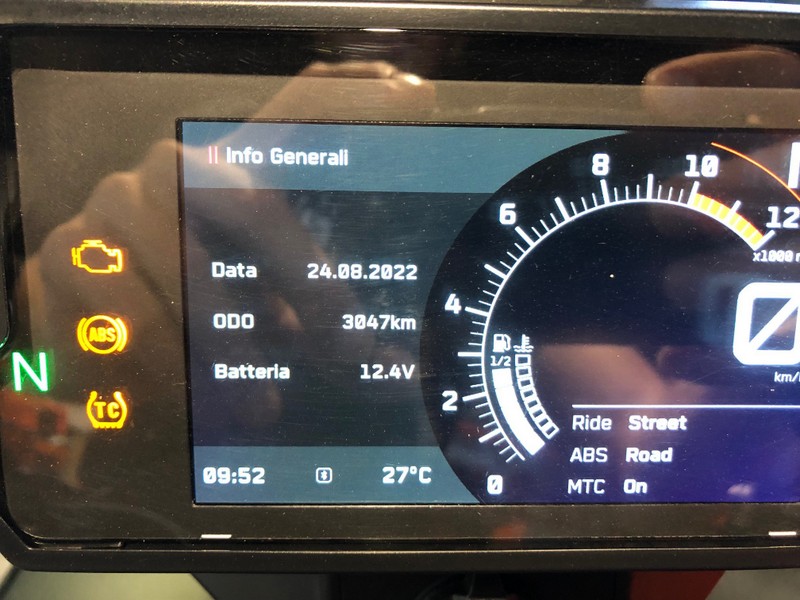 Info Generali
Data 24.08.2022
ODO 3047km
Batteria 12.4V
09:52 27°C
ABS
N
TC
0
2
4
6
8
10
12
x1000
1/2
0
km/
Ride Street
ABS Road
MTC On